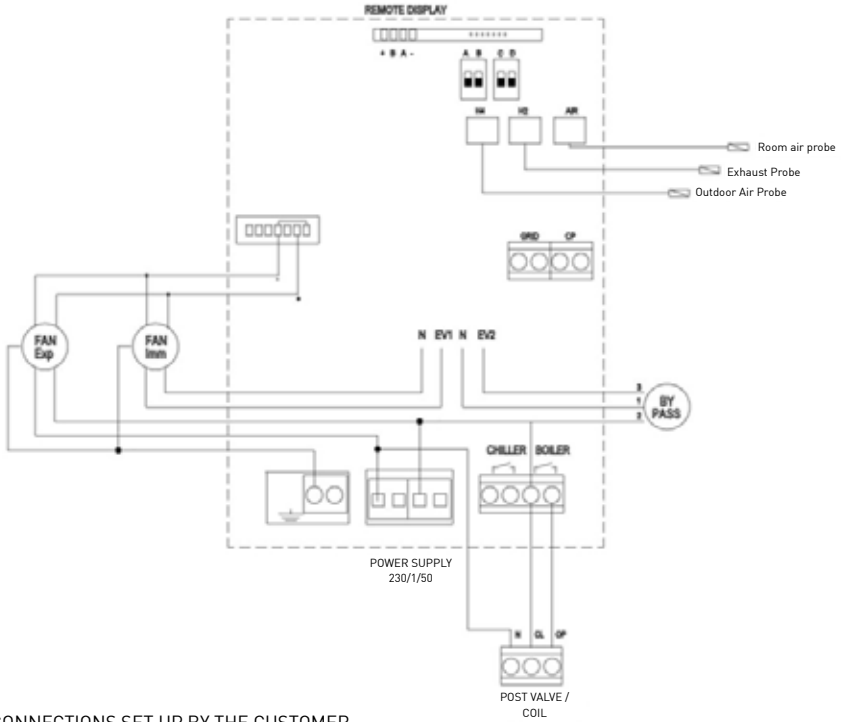 REMOTE DISPLAY
+ B A -
A B C D
H4 H2 AIR
Room air probe
Exhaust Probe
Outdoor Air Probe
GRID CP
N EV1 N EV2
FAN
Exp
FAN
Imm
3
1
2
BY
PASS
CHILLER BOILER
POWER SUPPLY
230/1/50
N CL OP
POST VALVE /
COIL
CONNECTIONS SET UP BY THE CUSTOMER